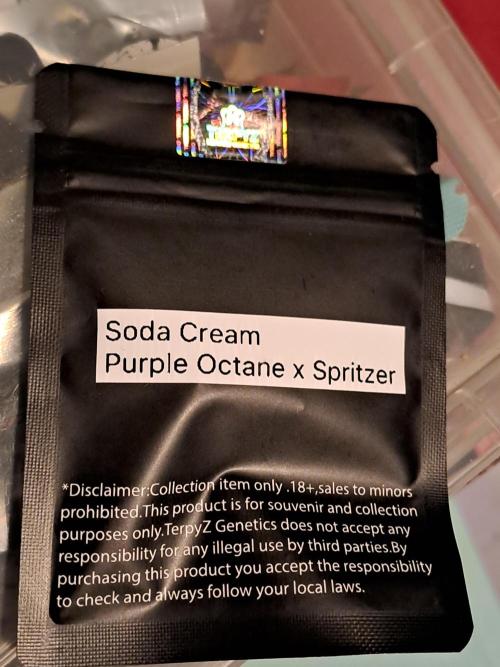 TERPYZ
Soda Cream
Purple Octane x Spritzer
*Disclaimer:Collection item only .18+,sales to minors
prohibited.This product is for souvenir and collection
purposes only.TerpyZ Genetics does not accept any
responsibility for any illegal use by third parties.By
purchasing this product you accept the responsibility
to check and always follow your local laws.